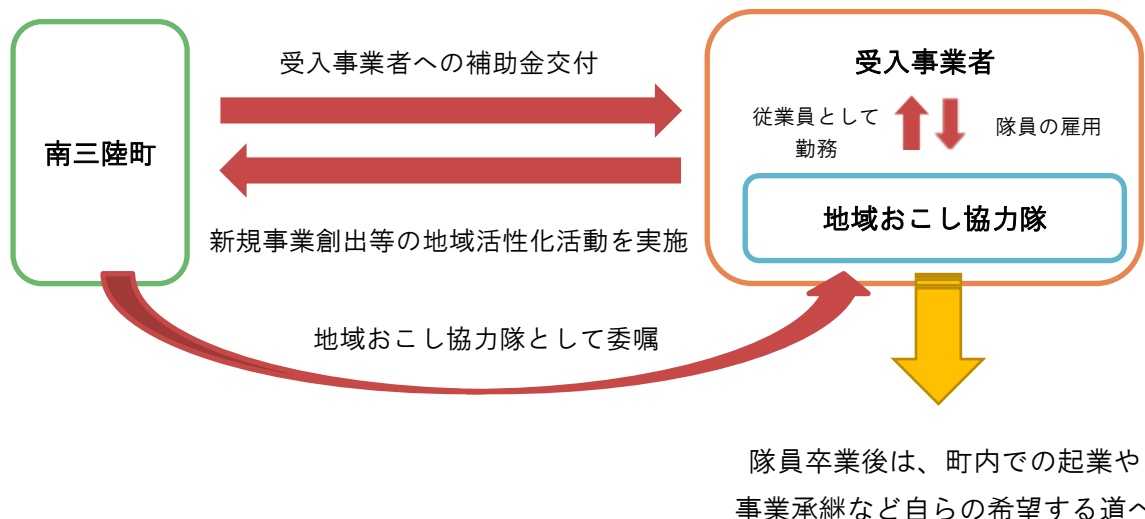 受入事業者への補助金交付
南三陸町
新規事業創出等の地域活性化活動を実施
地域おこし協力隊として委嘱
受入事業者
従業員として
勤務
隊員の雇用
地域おこし協力隊
隊員卒業後は、町内での起業や
事業承継など自らの希望する道へ